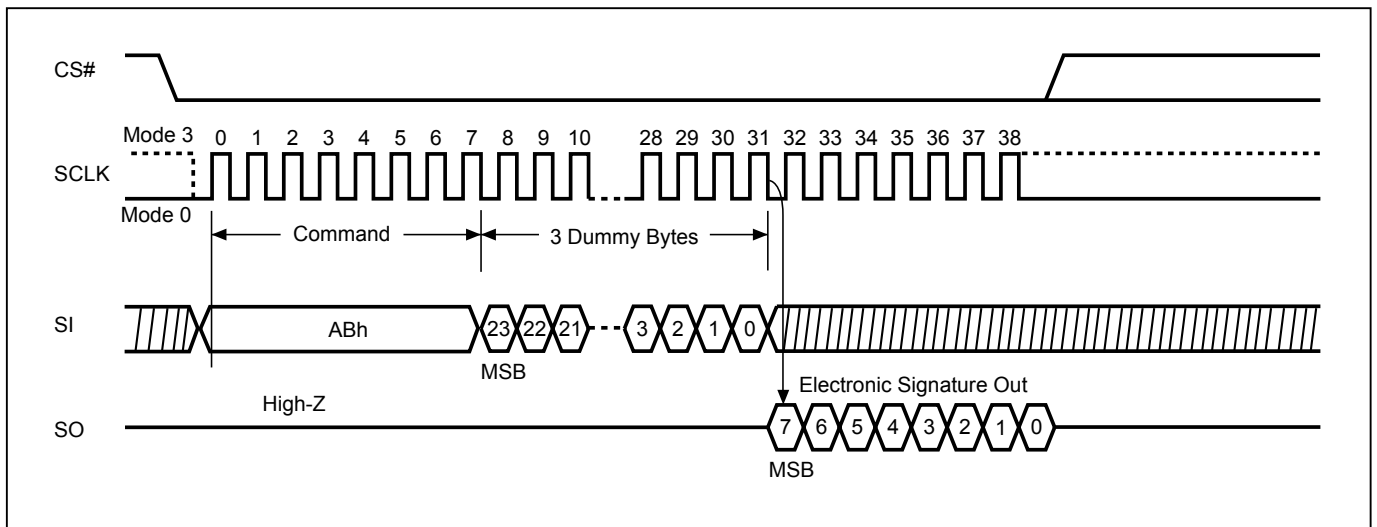 CS#
Mode 3 0 1 2 3 4 5 6 7 8 9 10 28 29 30 31 32 33 34 35 36 37 38
SCLK
Mode 0
Command 3 Dummy Bytes
SI ABh 23 22 21 3 2 1 0
MSB
Electronic Signature Out
High-Z
SO 7 6 5 4 3 2 1 0
MSB